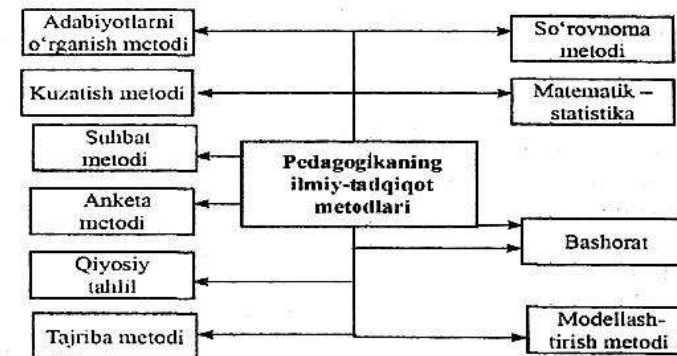 Adabiyotlarni
o‘rganish metodi
Kuzatish metodi
Suhbat
metodi
Anketa
metodi
Qiyosiy
tahlil
Tajriba metodi
Pedagogikaning
ilmiy-tadqiqot
metodlari
So‘rovnoma
metodi
Matematik –
statistika
Bashorat
Modellash-
tirish metodi